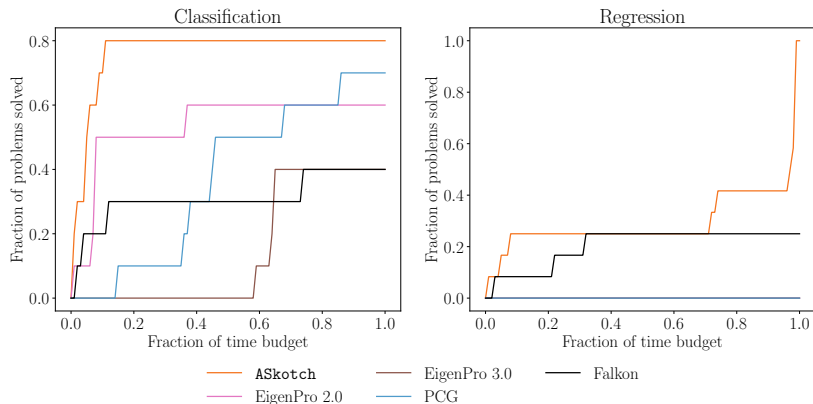 Classification
Fraction of problems solved
0.8
0.6
0.4
0.2
0.0
0.0 0.2 0.4 0.6 0.8 1.0
Fraction of time budget
Regression
Fraction of problems solved
1.0
0.8
0.6
0.4
0.2
0.0
0.0 0.2 0.4 0.6 0.8 1.0
Fraction of time budget
ASkotch
EigenPro 2.0
EigenPro 3.0
PCG
Falkon